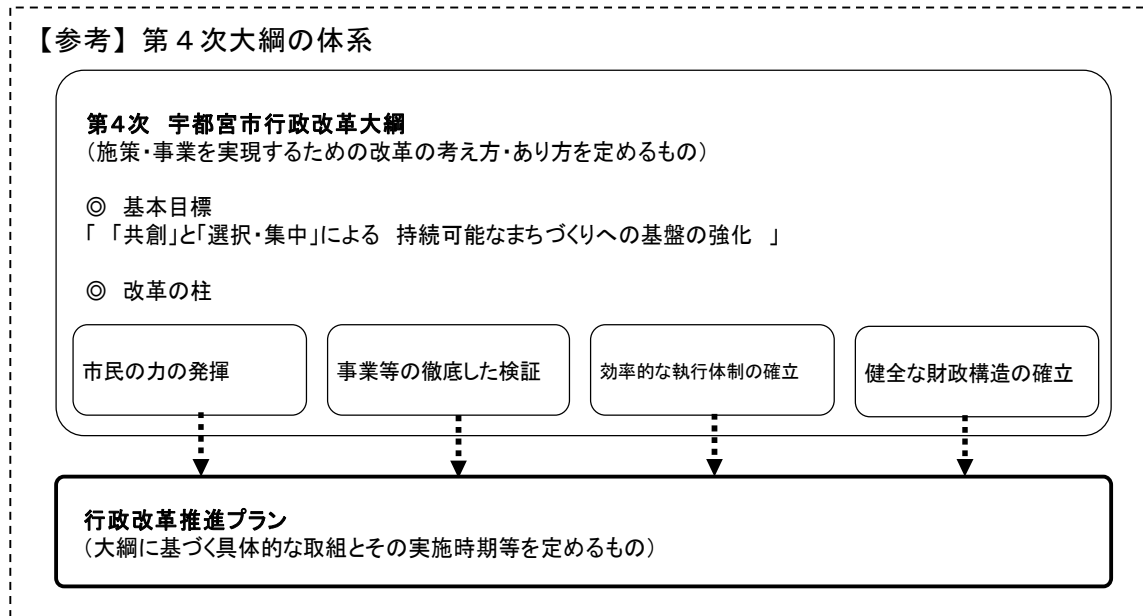 【参考】第４次大綱の体系
第4次　宇都宮市行政改革大綱
（施策・事業を実現するための改革の考え方・あり方を定めるもの）
◎　基本目標
「　「共創」と「選択・集中」による　持続可能なまちづくりへの基盤の強化　」
◎　改革の柱
市民の力の発揮
事業等の徹底した検証
効率的な執行体制の確立
健全な財政構造の確立
行政改革推進プラン
（大綱に基づく具体的な取組とその実施時期等を定めるもの）